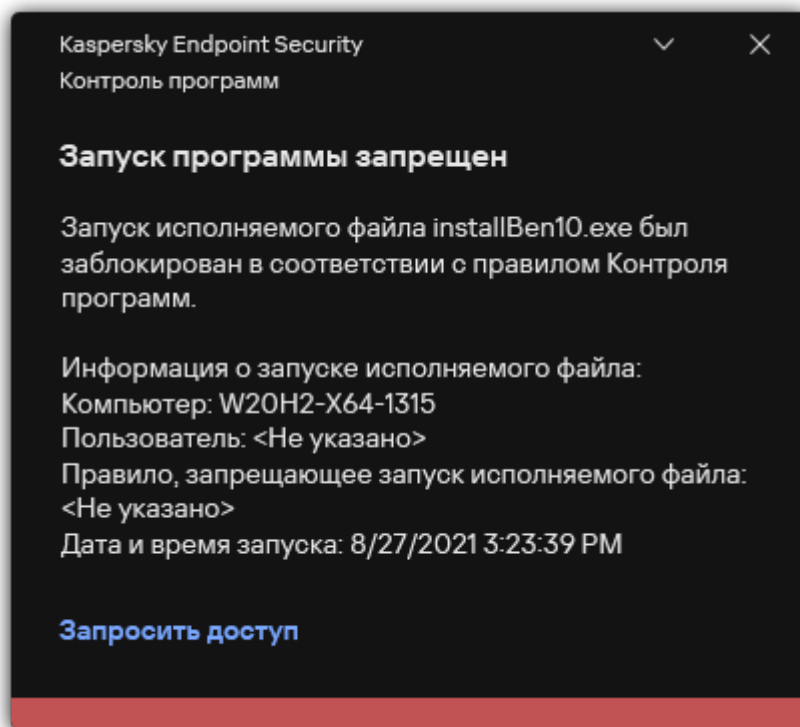 Kaspersky Endpoint Security
Контроль программ
Запуск программы запрещен
Запуск исполняемого файла installBen10.exe был
заблокирован в соответствии с правилом Контроля
программ.
Информация о запуске исполняемого файла:
Компьютер: W20H2-X64-1315
Пользователь: <Не указано>
Правило, запрещающее запуск исполняемого файла:
<Не указано>
Дата и время запуска: 8/27/2021 3:23:39 PM
Запросить доступ